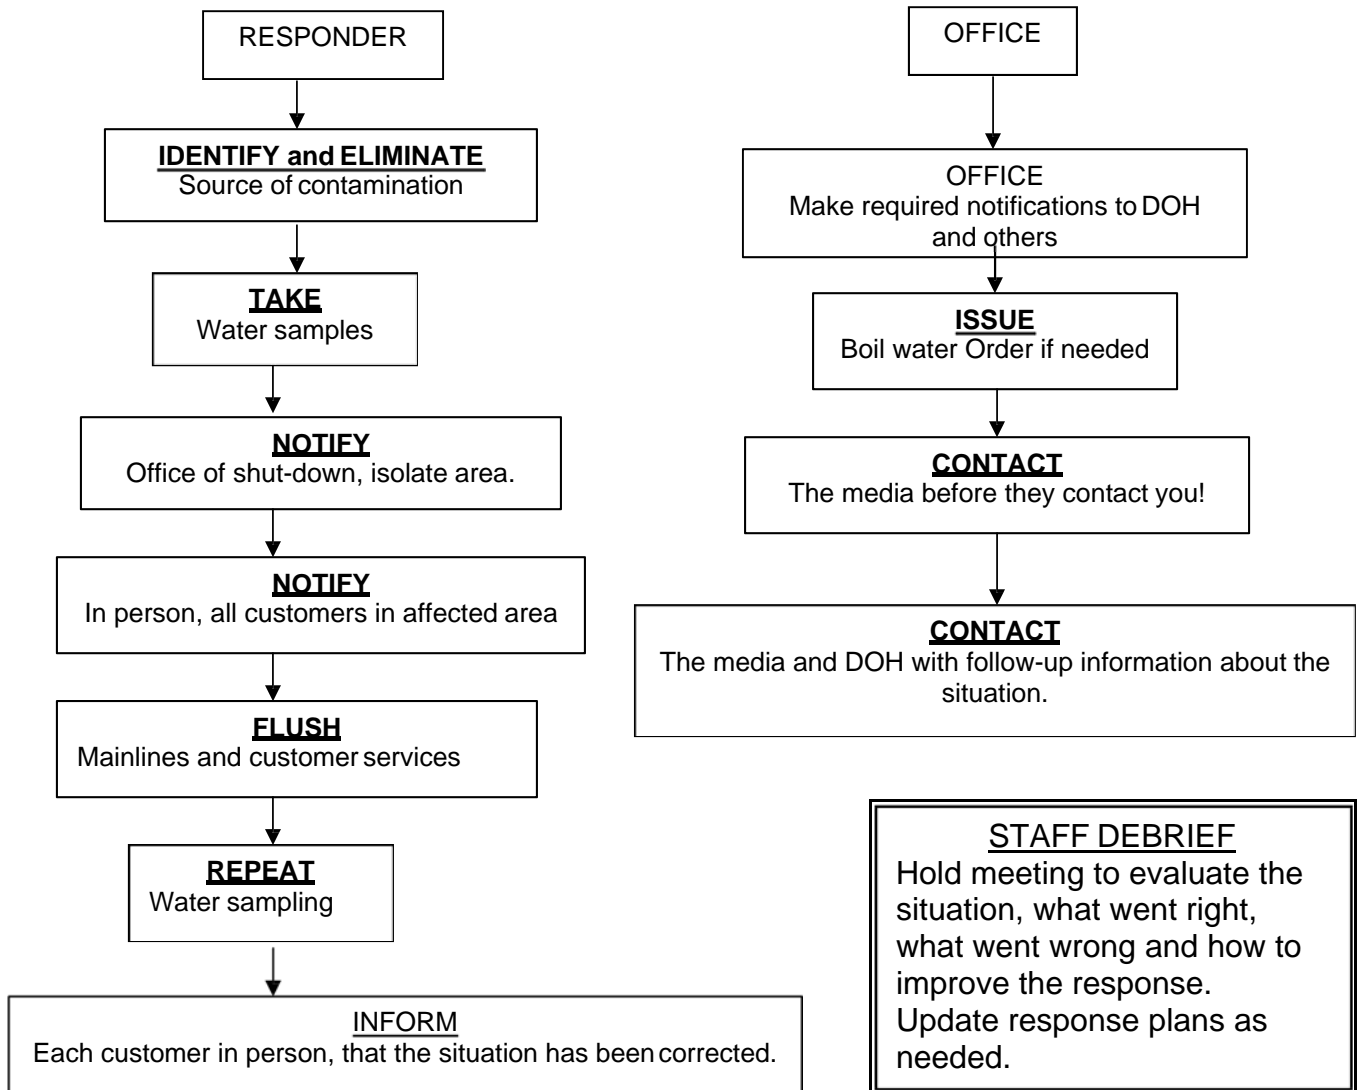 RESPONDER
IDENTIFY and ELIMINATE
Source of contamination
TAKE
Water samples
NOTIFY
Office of shut-down, isolate area.
NOTIFY
In person, all customers in affected area
FLUSH
Mainlines and customer services
REPEAT
Water sampling
INFORM
Each customer in person, that the situation has been corrected.
OFFICE
OFFICE
Make required notifications to DOH
and others
ISSUE
Boil water Order if needed
CONTACT
The media before they contact you!
CONTACT
The media and DOH with follow-up information about the
situation.
STAFF DEBRIEF
Hold meeting to evaluate the
situation, what went right,
what went wrong and how to
improve the response.
Update response plans as
needed.